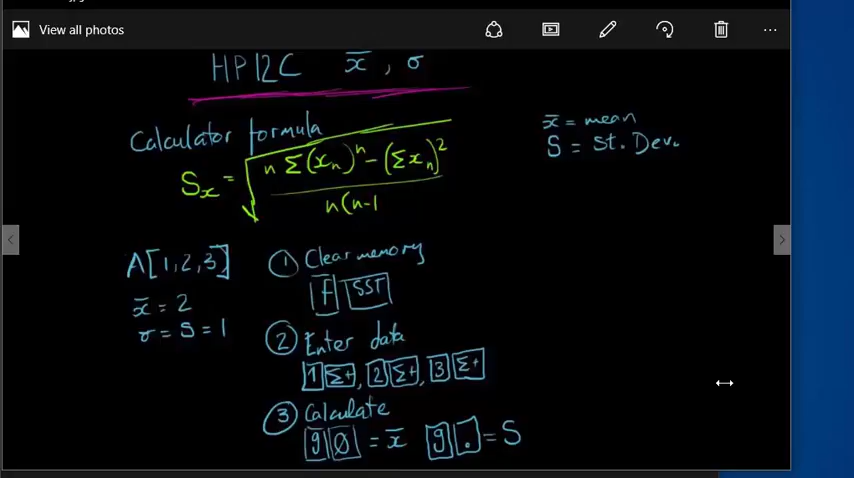 View all photos
HP12C x̄, σ
Calculator formula
Sx = √((n Σ(xn)^n - (Σxn)^2) / (n(n-1))
x̄ = mean
S = St. Dev.
A[1,2,3]
x̄ = 2
σ = S = 1
① Clear memory
f SST
② Enter data
1 Σ+, 2 Σ+, 3 Σ+
③ Calculate
g 0 = x̄ g . = S